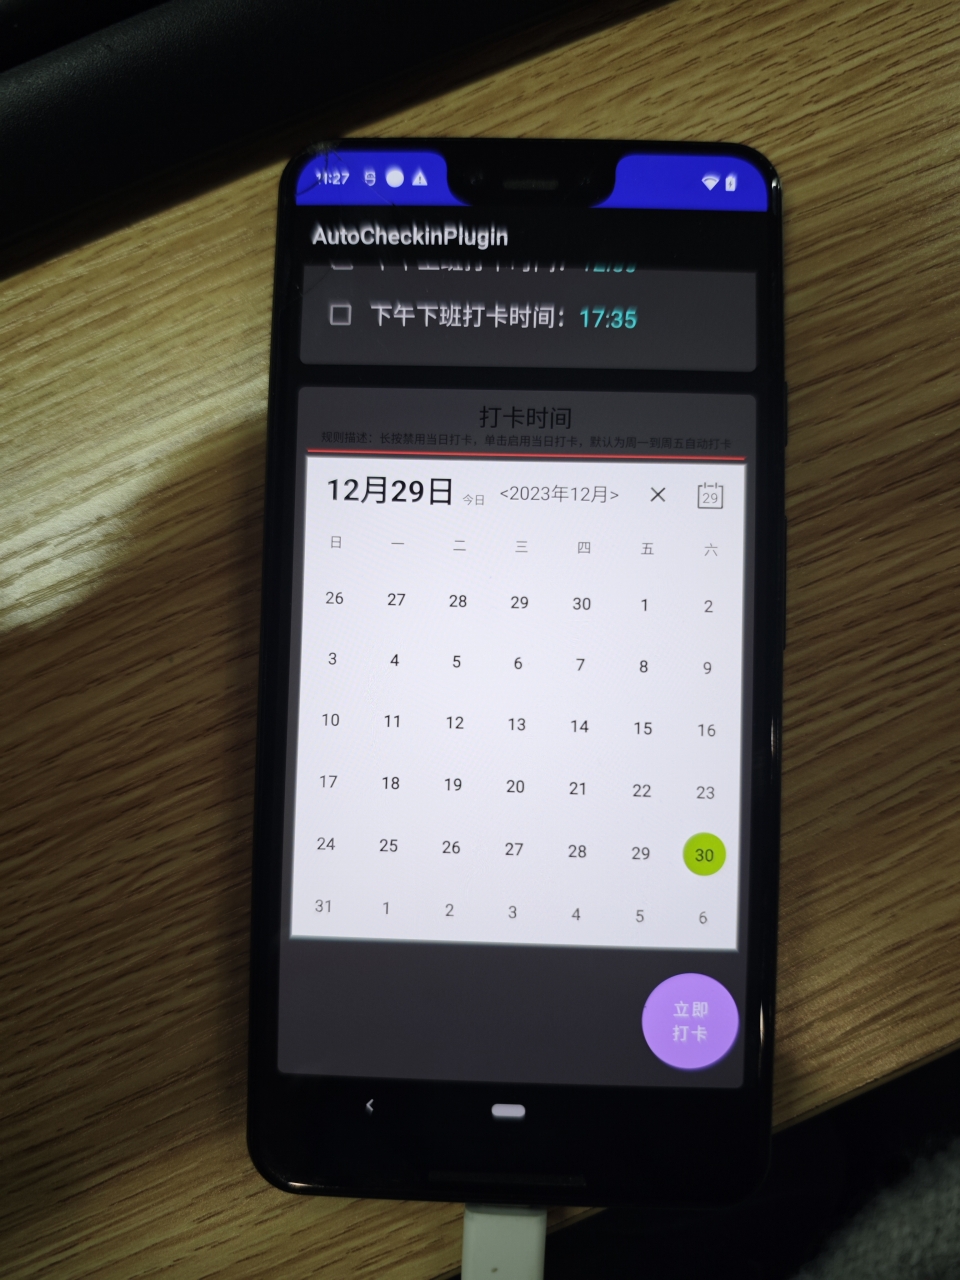 AutoCheckinPlugin
下午下班打卡时间：17:35
打卡时间
规则描述：长按禁用当日打卡，单击启用当日打卡，默认为周一到周五自动打卡
12月29日 今日 <2023年12月> 29
日 一 二 三 四 五 六
26 27 28 29 30 1 2
3 4 5 6 7 8 9
10 11 12 13 14 15 16
17 18 19 20 21 22 23
24 25 26 27 28 29 30
31 1 2 3 4 5 6
立即
打卡